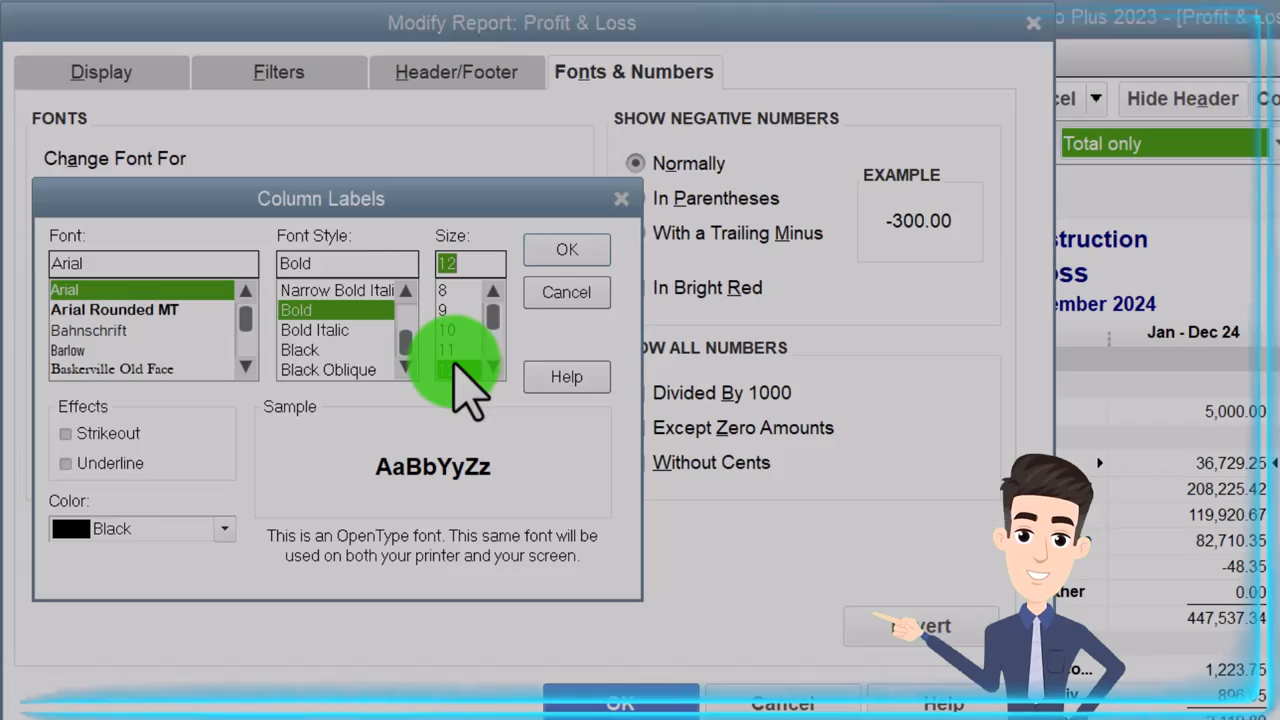 Modify Report: Profit & Loss
o Plus 2023 - [Profit & Los
Display
Filters
Header/Footer
Fonts & Numbers
cel
Hide Header
Co
Total only
FONTS
Change Font For
SHOW NEGATIVE NUMBERS
Normally
In Parentheses
With a Trailing Minus
In Bright Red
EXAMPLE
-300.00
OW ALL NUMBERS
Divided By 1000
Except Zero Amounts
Without Cents
Column Labels
Font:
Arial
Arial
Arial Rounded MT
Bahnschrift
Barlow
Baskerville Old Face
Font Style:
Bold
Narrow Bold Itali
Bold
Bold Italic
Black
Black Oblique
Size:
12
8
9
10
11
OK
Cancel
Help
Effects
Strikeout
Underline
Color:
Black
Sample
AaBbYyZz
This is an OpenType font. This same font will be
used on both your printer and your screen.
vert
OK
Cancel
Help
struction
oss
ember 2024
Jan - Dec 24
5,000.00
36,729.25
208,225.42
119,920.67
82,710.35
-48.35
ther
0.00
447,537.34
o...
1,223.75
iv